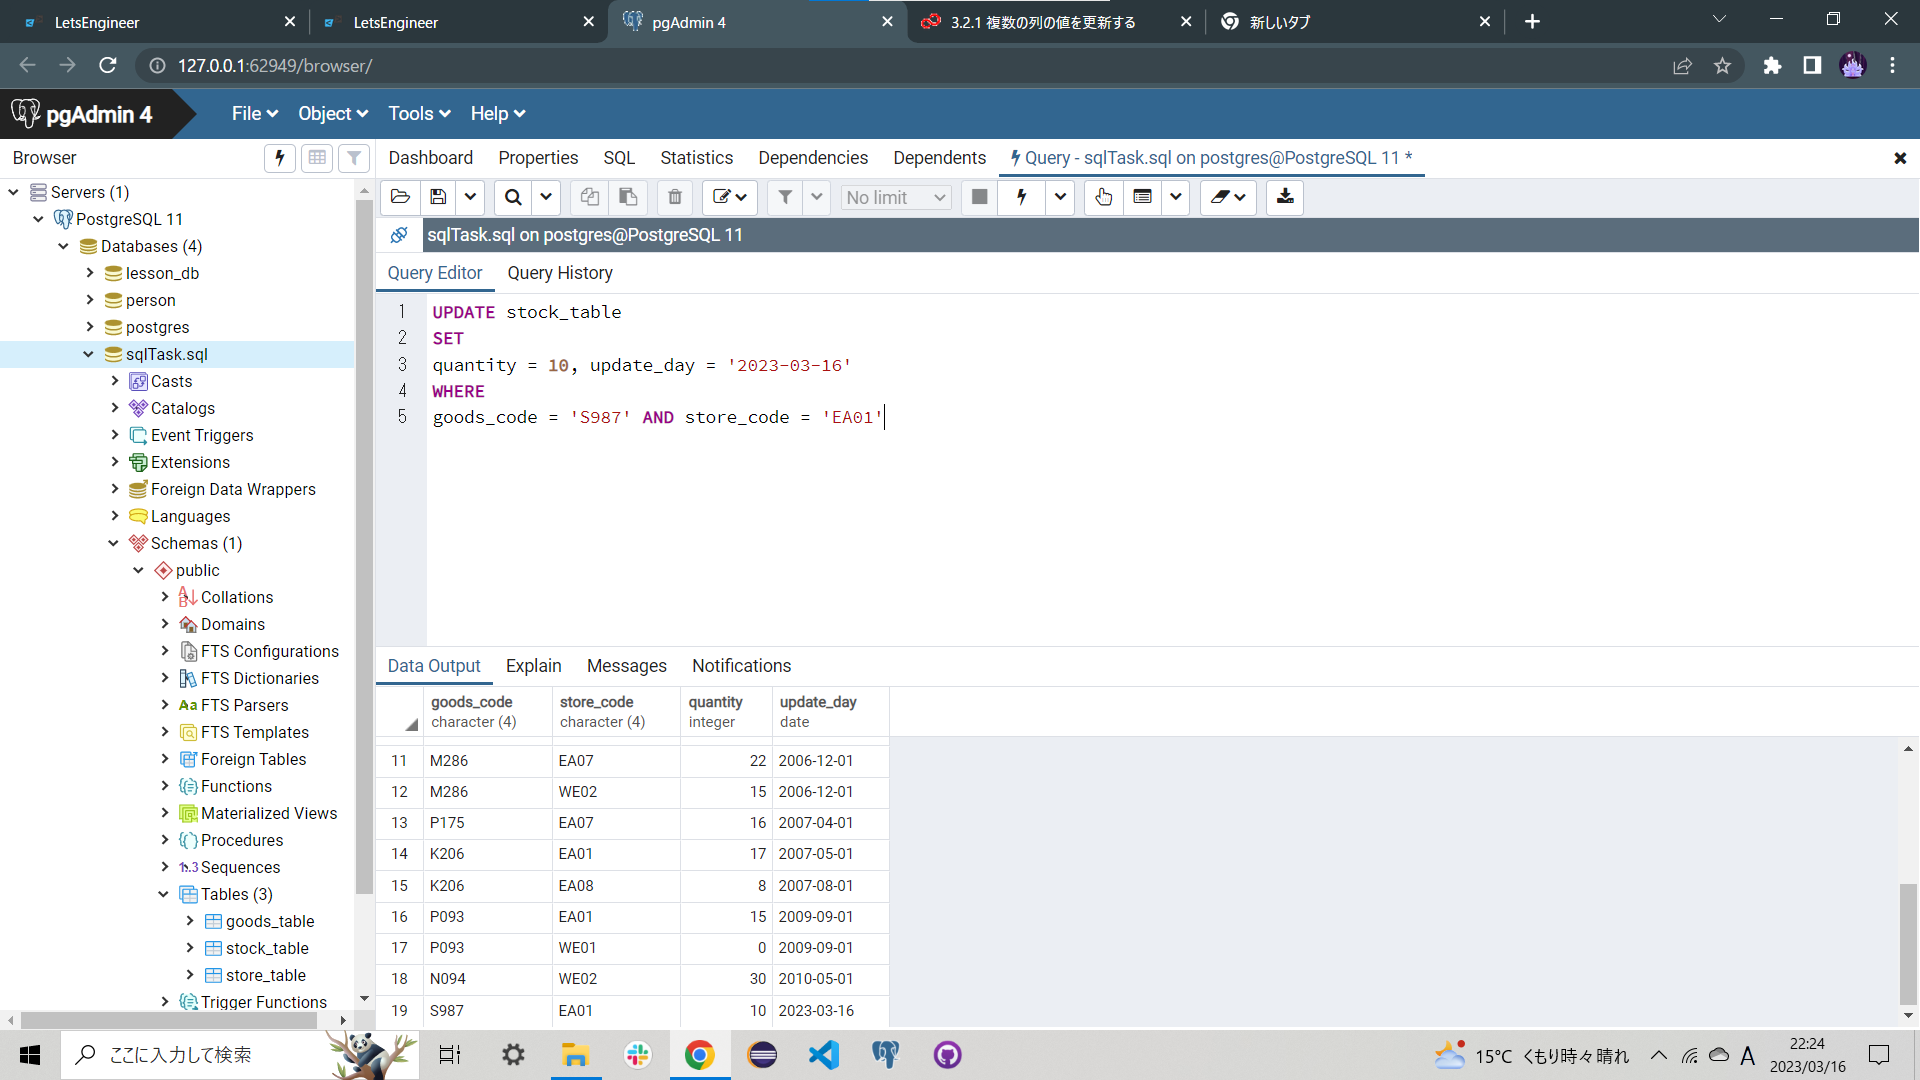 LetsEngineer
LetsEngineer
pgAdmin 4
3.2.1 複数の列の値を更新する
新しいタブ
127.0.0.1:62949/browser/
pgAdmin 4
File
Object
Tools
Help
Browser
Dashboard
Properties
SQL
Statistics
Dependencies
Dependents
Query - sqlTask.sql on postgres@PostgreSQL 11 *
Servers (1)
PostgreSQL 11
Databases (4)
lesson_db
person
postgres
sqlTask.sql
Casts
Catalogs
Event Triggers
Extensions
Foreign Data Wrappers
Languages
Schemas (1)
public
Collations
Domains
FTS Configurations
FTS Dictionaries
Aa FTS Parsers
FTS Templates
Foreign Tables
Functions
Materialized Views
Procedures
1..3 Sequences
Tables (3)
goods_table
stock_table
store_table
Trigger Functions
No limit
sqlTask.sql on postgres@PostgreSQL 11
Query Editor
Query History
1 UPDATE stock_table
2 SET
3 quantity = 10, update_day = '2023-03-16'
4 WHERE
5 goods_code = 'S987' AND store_code = 'EA01'
Data Output
Explain
Messages
Notifications
goods_code character (4)
store_code character (4)
quantity integer
update_day date
11 M286 EA07 22 2006-12-01
12 M286 WE02 15 2006-12-01
13 P175 EA07 16 2007-04-01
14 K206 EA01 17 2007-05-01
15 K206 EA08 8 2007-08-01
16 P093 EA01 15 2009-09-01
17 P093 WE01 0 2009-09-01
18 N094 WE02 30 2010-05-01
19 S987 EA01 10 2023-03-16
ここに入力して検索
15°C くもり時々晴れ
A
22:24
2023/03/16